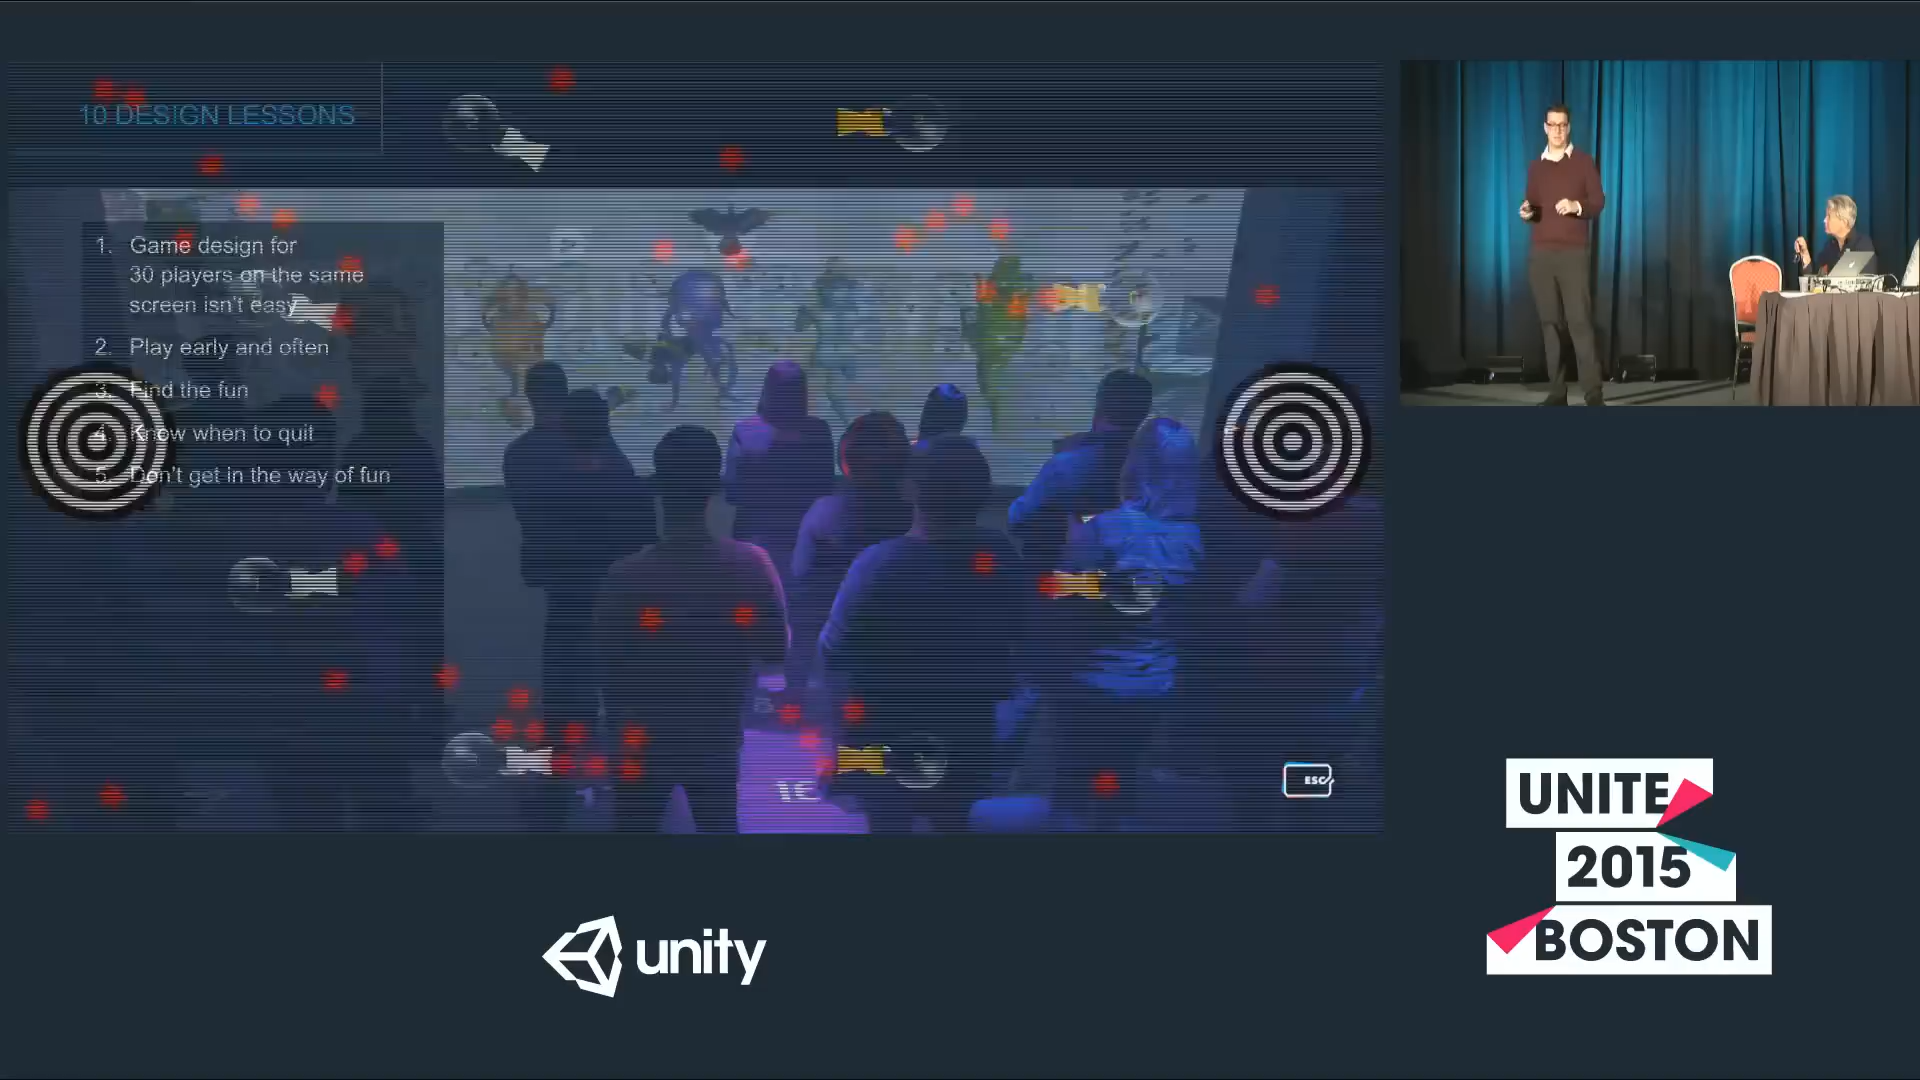 10 DESIGN LESSONS
1. Game design for
30 players on the same
screen isn't easy
2. Play early and often
3. Find the fun
4. Know when to quit
5. Don't get in the way of fun
ESC
unity
UNITE
2015
BOSTON